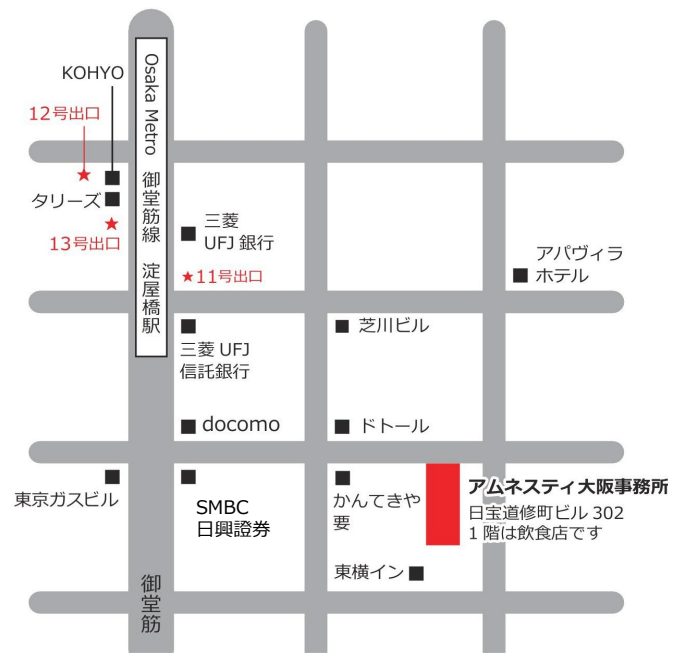 KOHYO
12号出口
タリーズ
13号出口
Osaka Metro 御堂筋線 淀屋橋駅
三菱
UFJ 銀行
11号出口
アパヴィラ
ホテル
三菱 UFJ
信託銀行
芝川ビル
docomo
ドトール
東京ガスビル
SMBC
日興證券
かんてきや
要
アムネスティ大阪事務所
日宝道修町ビル 302
1 階は飲食店です
東横イン
御堂筋